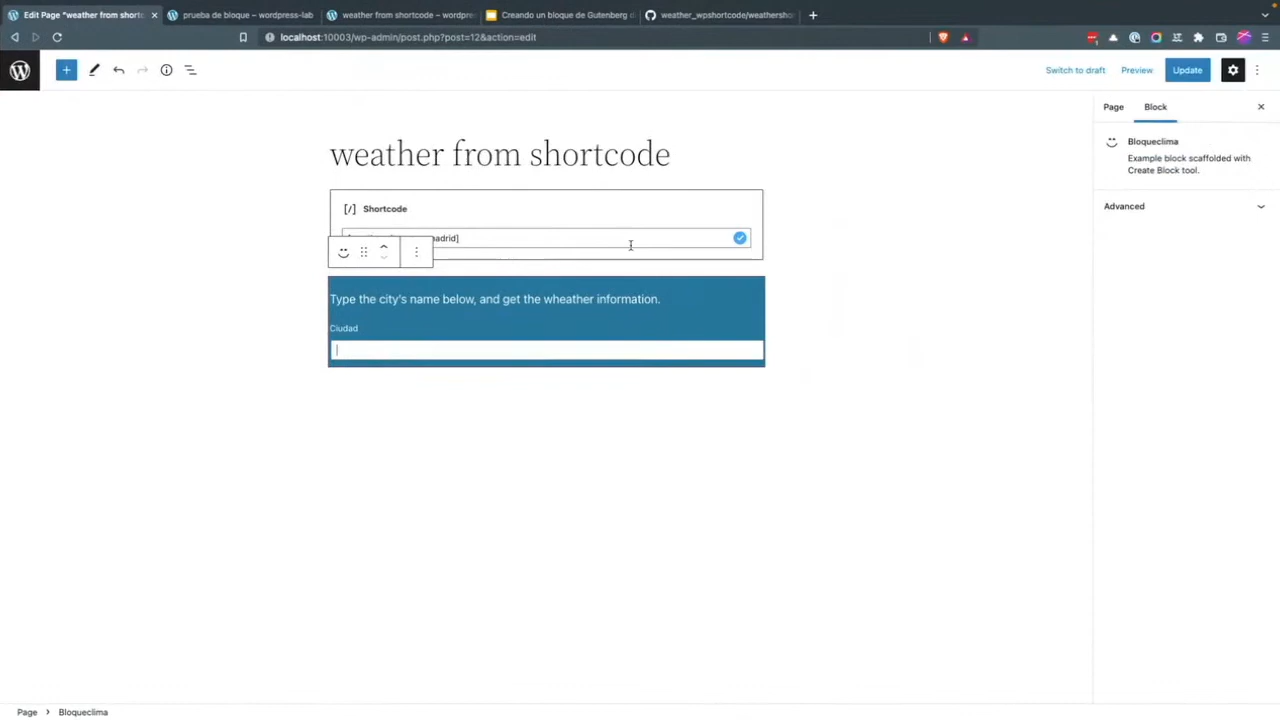 Edit Page "weather from short
prueba de bloque – wordpress-lab
weather from shortcode – wordpre
Creando un bloque de Gutenberg d
weather_wpshortcode/weathersho
localhost:10003/wp-admin/post.php?post=12&action=edit
Switch to draft
Preview
Update
Page
Block
Bloqueclima
Example block scaffolded with
Create Block tool.
Advanced
weather from shortcode
[/] Shortcode
madrid]
Type the city's name below, and get the wheather information.
Ciudad
Page > Bloqueclima